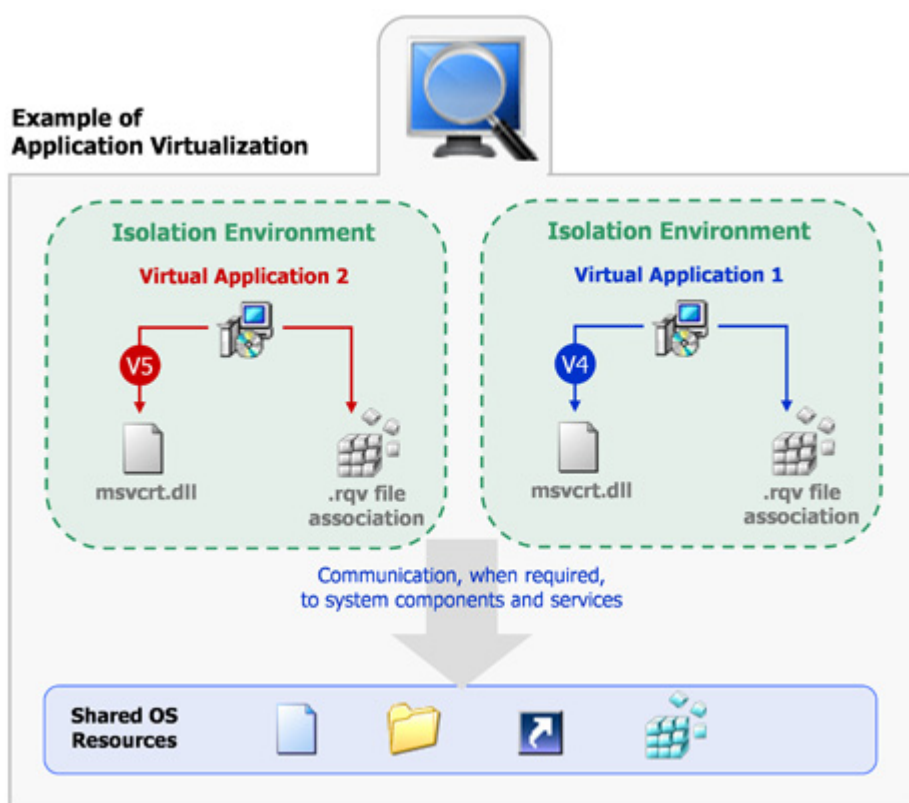 Example of
Application Virtualization
Isolation Environment
Virtual Application 2
V5
msvcrt.dll
.rqv file
association
Isolation Environment
Virtual Application 1
V4
msvcrt.dll
.rqv file
association
Communication, when required,
to system components and services
Shared OS
Resources